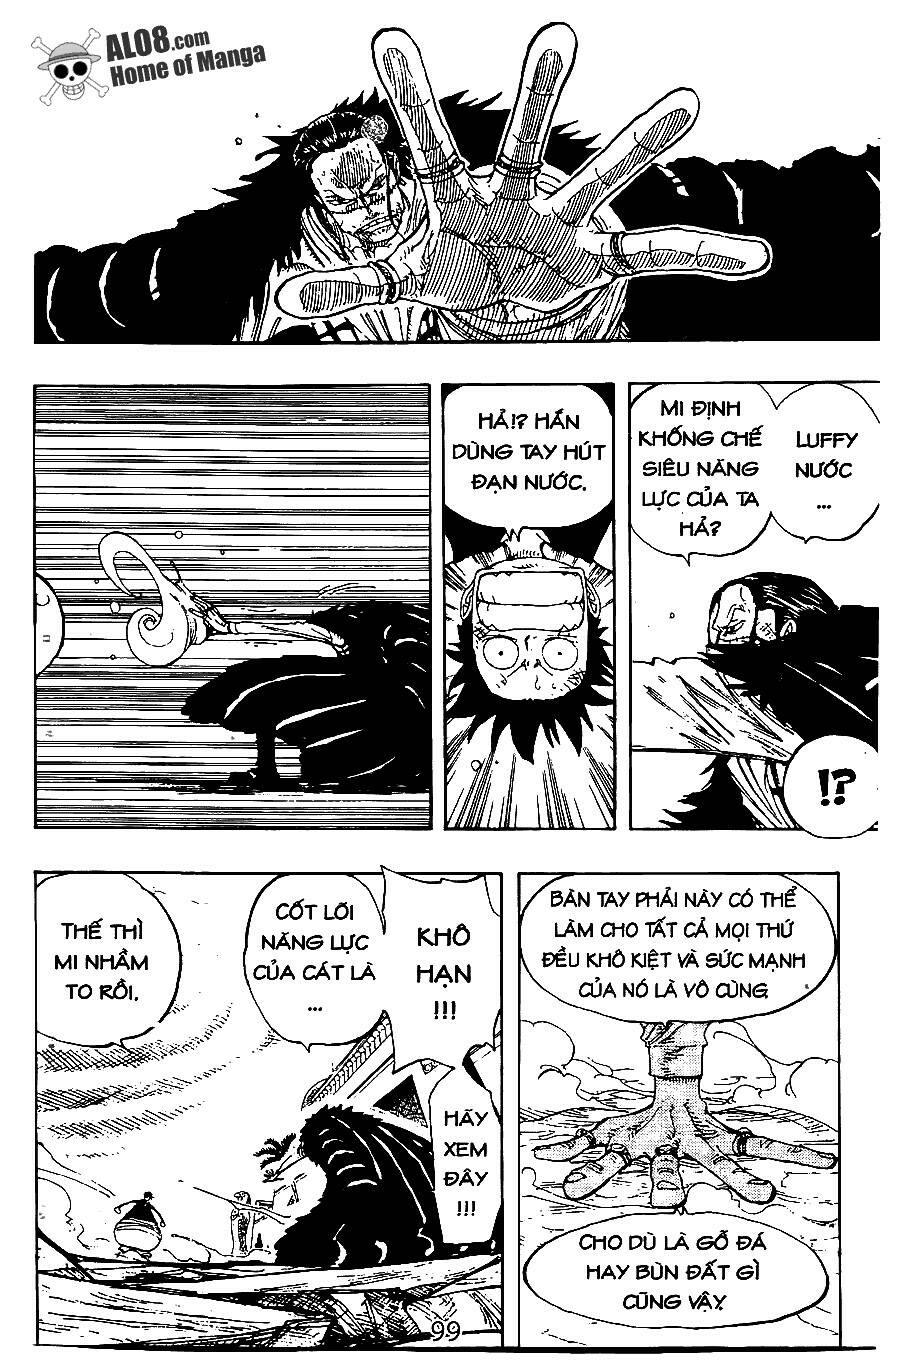 ALO8.com
Home of Manga
LUFFY
NƯỚC
...
MI ĐỊNH
KHỐNG CHẾ
SIÊU NĂNG
LỰC CỦA TA
HẢ?
!?
HẢ!? HẮN
DÙNG TAY HÚT
ĐẠN NƯỚC.
BÀN TAY PHẢI NÀY CÓ THỂ
LÀM CHO TẤT CẢ MỌI THỨ
ĐỀU KHÔ KIỆT VÀ SỨC MẠNH
CỦA NÓ LÀ VÔ CÙNG.
CHO DÙ LÀ GỖ ĐÁ
HAY BÙN ĐẤT GÌ
CŨNG VẬY.
KHÔ
HẠN
!!!
HÃY
XEM
ĐÂY
!!!
CỐT LÕI
NĂNG LỰC
CỦA CÁT LÀ
...
THẾ THÌ
MI NHẦM
TO RỒI.
99